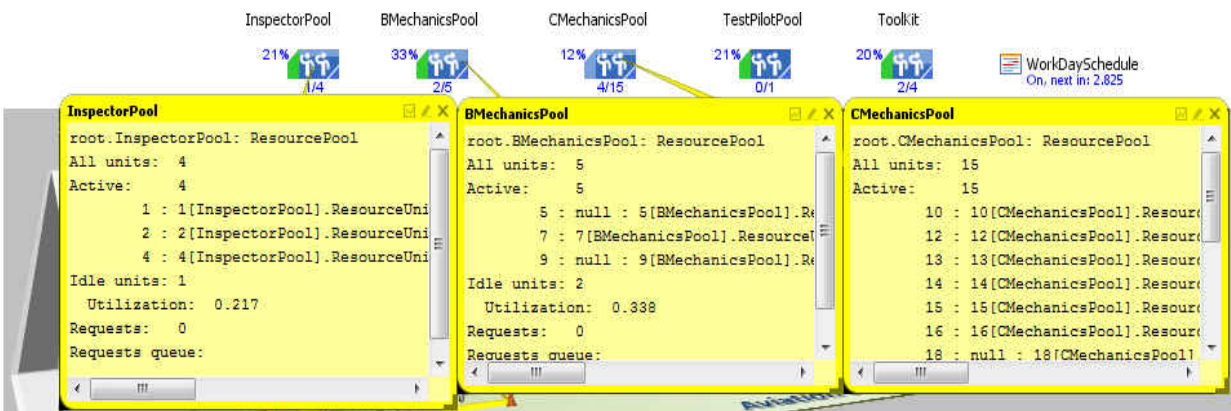 InspectorPool BMechanicsPool CMechanicsPool TestPilotPool ToolKit
21% 33% 12% 21% 20%
1/4 2/5 4/15 0/1 2/4
WorkDaySchedule
On, next in: 2.825
InspectorPool
root.InspectorPool: ResourcePool
All units: 4
Active: 4
1 : 1[InspectorPool].ResourceUni
2 : 2[InspectorPool].ResourceUni
4 : 4[InspectorPool].ResourceUni
Idle units: 1
Utilization: 0.217
Requests: 0
Requests queue:
BMechanicsPool
root.BMechanicsPool: ResourcePool
All units: 5
Active: 5
5 : null : 5[BMechanicsPool].Re
7 : 7[BMechanicsPool].ResourceU
9 : null : 9[BMechanicsPool].Re
Idle units: 2
Utilization: 0.338
Requests: 0
Requests queue:
CMechanicsPool
root.CMechanicsPool: ResourcePool
All units: 15
Active: 15
10 : 10[CMechanicsPool].Resourc
12 : 12[CMechanicsPool].Resourc
13 : 13[CMechanicsPool].Resourc
14 : 14[CMechanicsPool].Resourc
15 : 15[CMechanicsPool].Resourc
16 : 16[CMechanicsPool].Resourc
18 : null : 18[CMechanicsPool]